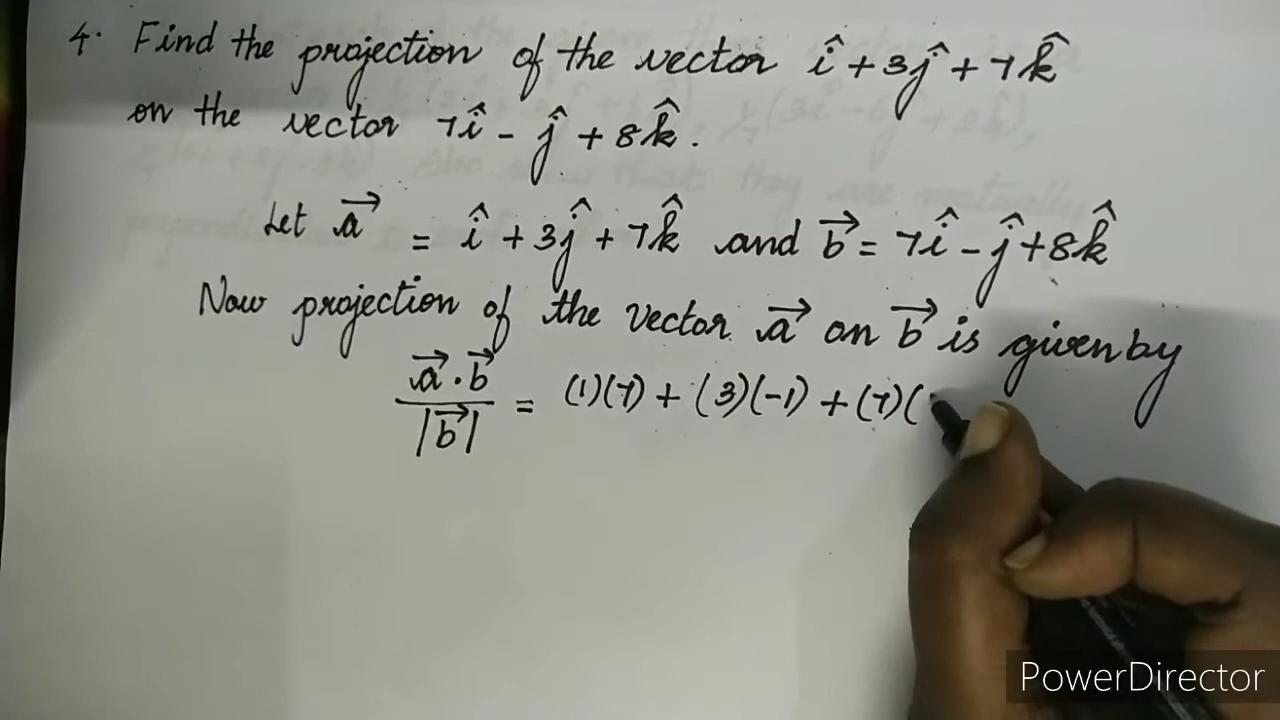 4. Find the projection of the vector î + 3ĵ + 7k̂
on the vector 7î - ĵ + 8k̂.
Let a⃗ = î + 3ĵ + 7k̂ and b⃗ = 7î - ĵ + 8k̂
Now projection of the vector a⃗ on b⃗ is given by
a⃗ . b⃗ / |b⃗| = (1)(7) + (3)(-1) + (7)(
PowerDirector